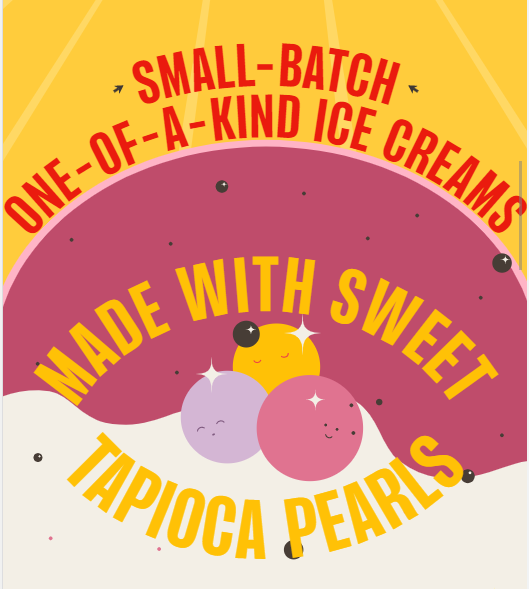 SMALL-BATCH
ONE-OF-A-KIND ICE CREAMS
MADE WITH SWEET
TAPIOCA PEARLS